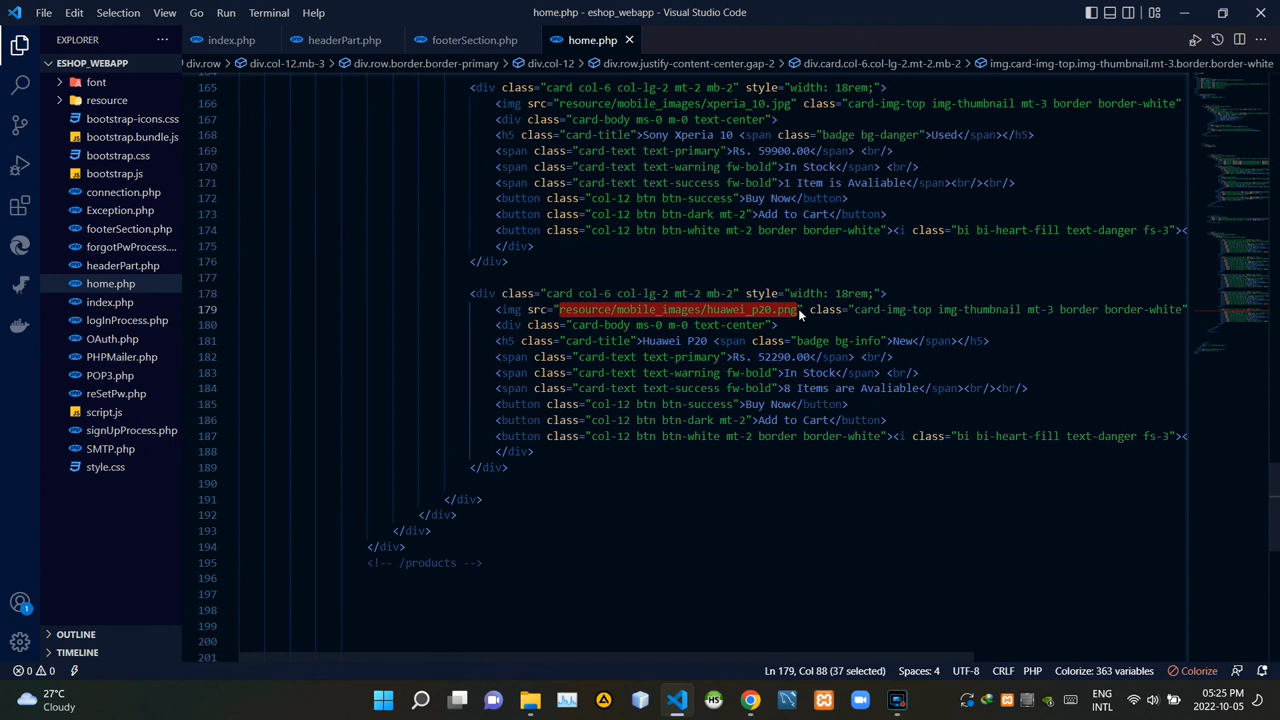 File Edit Selection View Go Run Terminal Help
home.php - eshop_webapp - Visual Studio Code
EXPLORER
index.php
headerPart.php
footerSection.php
home.php
ESHOP_WEBAPP
div.row div.col-12.mb-3 div.row.border.border-primary div.col-12 div.row.justify-content-center.gap-2 div.card.col-6.col-lg-2.mt-2.mb-2 img.card-img-top.img-thumbnail.mt-3.border.border-white
font
resource
bootstrap-icons.css
bootstrap.bundle.js
bootstrap.css
bootstrap.js
connection.php
Exception.php
footerSection.php
forgotPwProcess....
headerPart.php
home.php
index.php
logInProcess.php
OAuth.php
PHPMailer.php
POP3.php
reSetPw.php
script.js
signUpProcess.php
SMTP.php
style.css
OUTLINE
TIMELINE
165 <div class="card col-6 col-lg-2 mt-2 mb-2" style="width: 18rem;">
166 <img src="resource/mobile_images/xperia_10.jpg" class="card-img-top img-thumbnail mt-3 border border-white"
167 <div class="card-body ms-0 m-0 text-center">
168 <h5 class="card-title">Sony Xperia 10 <span class="badge bg-danger">Used</span></h5>
169 <span class="card-text text-primary">Rs. 59900.00</span> <br/>
170 <span class="card-text text-warning fw-bold">In Stock</span> <br/>
171 <span class="card-text text-success fw-bold">1 Item is Avaliable</span><br/><br/>
172 <button class="col-12 btn btn-success">Buy Now</button>
173 <button class="col-12 btn btn-dark mt-2">Add to Cart</button>
174 <button class="col-12 btn btn-white mt-2 border border-white"><i class="bi bi-heart-fill text-danger fs-3"><
175 </div>
176 </div>
177
178 <div class="card col-6 col-lg-2 mt-2 mb-2" style="width: 18rem;">
179 <img src="resource/mobile_images/huawei_p20.png" class="card-img-top img-thumbnail mt-3 border border-white"
180 <div class="card-body ms-0 m-0 text-center">
181 <h5 class="card-title">Huawei P20 <span class="badge bg-info">New</span></h5>
182 <span class="card-text text-primary">Rs. 52290.00</span> <br/>
183 <span class="card-text text-warning fw-bold">In Stock</span> <br/>
184 <span class="card-text text-success fw-bold">8 Items are Avaliable</span><br/><br/>
185 <button class="col-12 btn btn-success">Buy Now</button>
186 <button class="col-12 btn btn-dark mt-2">Add to Cart</button>
187 <button class="col-12 btn btn-white mt-2 border border-white"><i class="bi bi-heart-fill text-danger fs-3"><
188 </div>
189 </div>
190
191 </div>
192 </div>
193 </div>
194 </div>
195 <!-- /products -->
196
197
198
199
200
201
0 0 Ln 179, Col 88 (37 selected) Spaces: 4 UTF-8 CRLF PHP Colorize: 363 variables Colorize
27°C
Cloudy
ENG
INTL
05:25 PM
2022-10-05